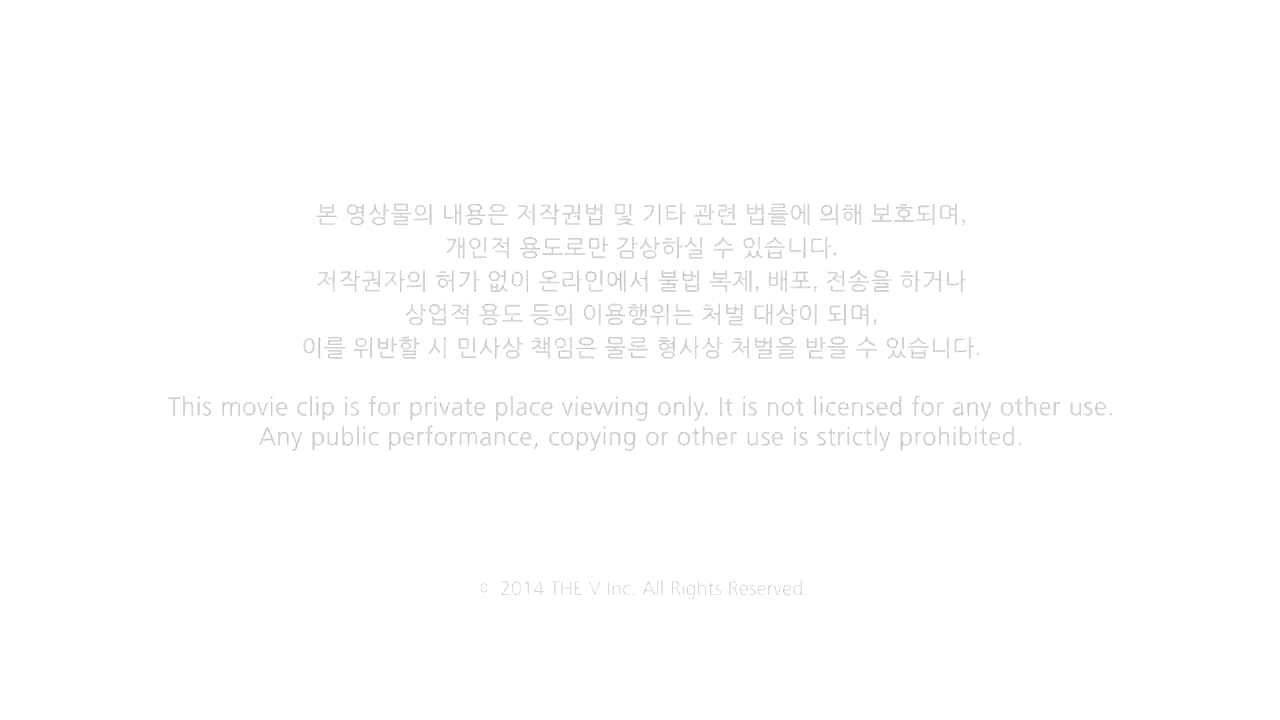 본 영상물의 내용은 저작권법 및 기타 관련 법률에 의해 보호되며,
개인적 용도로만 감상하실 수 있습니다.
저작권자의 허가 없이 온라인에서 불법 복제, 배포, 전송을 하거나
상업적 용도 등의 이용행위는 처벌 대상이 되며,
이를 위반할 시 민사상 책임은 물론 형사상 처벌을 받을 수 있습니다.
This movie clip is for private place viewing only. It is not licensed for any other use.
Any public performance, copying or other use is strictly prohibited.
© 2014 THE V Inc. All Rights Reserved.